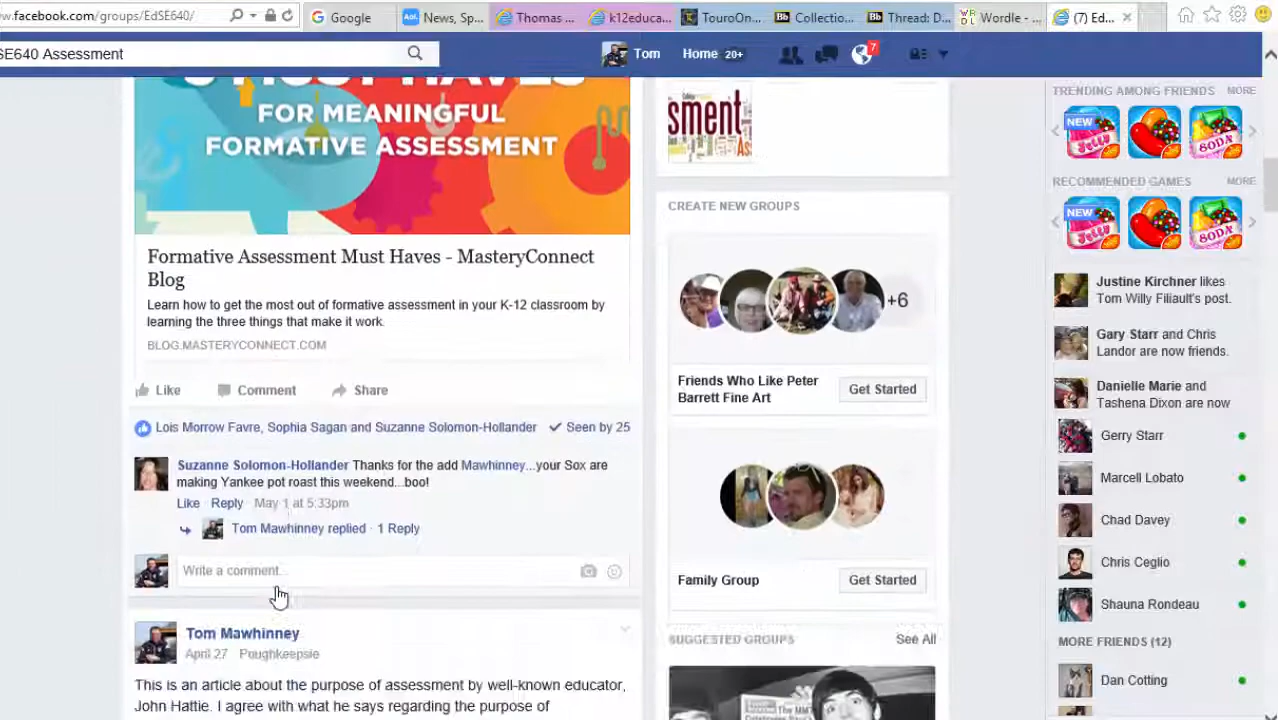 /www.facebook.com/groups/EdSE640/
Google
News, Sp...
Thomas ...
k12educa...
TouroOn...
Collectio...
Thread: D...
Wordle - ...
(7) Ed...
SE640 Assessment
Tom
Home 20+
7
FOR MEANINGFUL
FORMATIVE ASSESSMENT
Formative Assessment Must Haves - MasteryConnect
Blog
Learn how to get the most out of formative assessment in your K-12 classroom by
learning the three things that make it work.
BLOG.MASTERYCONNECT.COM
Like Comment Share
Lois Morrow Favre, Sophia Sagan and Suzanne Solomon-Hollander
Seen by 25
Suzanne Solomon-Hollander Thanks for the add Mawhinney...your Sox are
making Yankee pot roast this weekend...boo!
Like · Reply · May 1 at 5:33pm
Tom Mawhinney replied · 1 Reply
Write a comment...
Tom Mawhinney
April 27 · Poughkeepsie
This is an article about the purpose of assessment by well-known educator,
John Hattie. I agree with what he says regarding the purpose of
sment
CREATE NEW GROUPS
+6
Friends Who Like Peter
Barrett Fine Art
Get Started
Family Group
Get Started
SUGGESTED GROUPS
See All
TRENDING AMONG FRIENDS
MORE
NEW
JELLY
SODA
RECOMMENDED GAMES
MORE
NEW
JELLY
SODA
Justine Kirchner likes
Tom Willy Filiault's post.
Gary Starr and Chris
Landor are now friends.
Danielle Marie and
Tashena Dixon are now
Gerry Starr
Marcell Lobato
Chad Davey
Chris Ceglio
Shauna Rondeau
MORE FRIENDS (12)
Dan Cotting